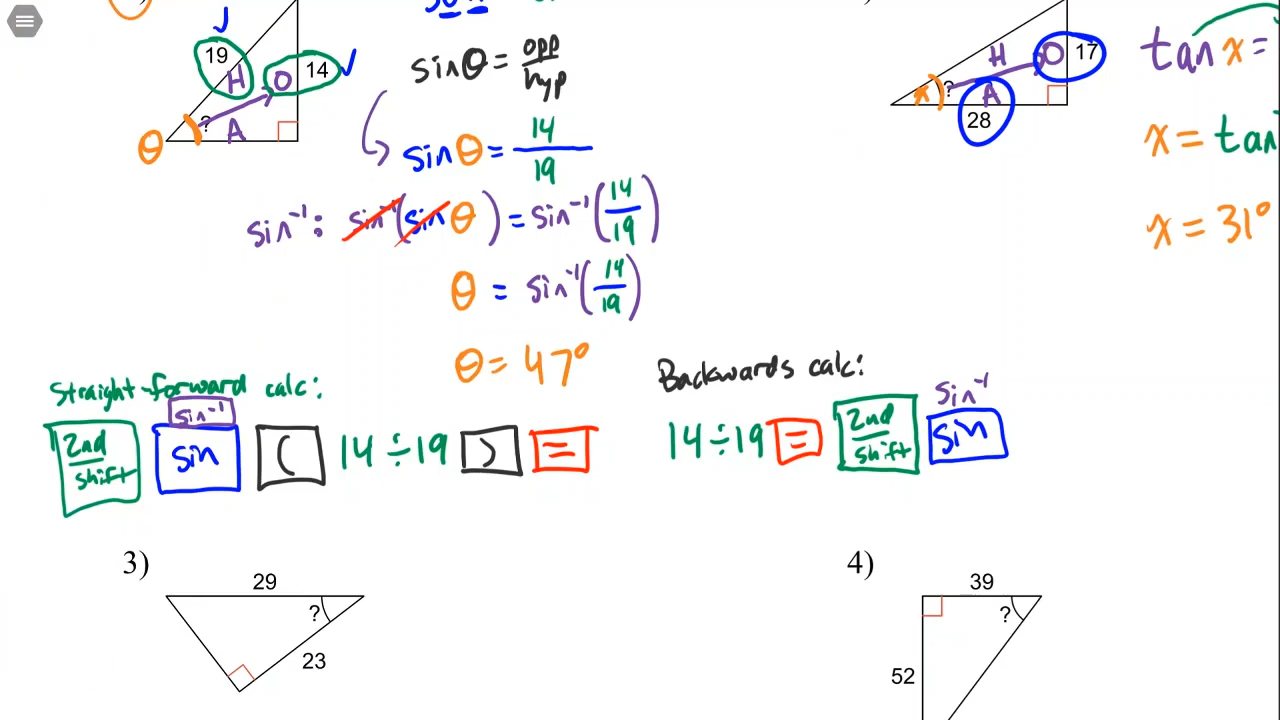 19
H
O
14
?
A
θ
sinθ = opp/hyp
sinθ = 14/19
sin⁻¹: sin⁻¹(sinθ) = sin⁻¹(14/19)
θ = sin⁻¹(14/19)
θ = 47°
Straight-forward calc:
sin⁻¹
2nd shift sin ( 14 ÷ 19 ) =
Backwards calc:
sin⁻¹
14 ÷ 19 = 2nd shift sin
H
O
17
x
?
A
28
tan x =
x = tan
x = 31°
3)
29
?
23
4)
39
?
52